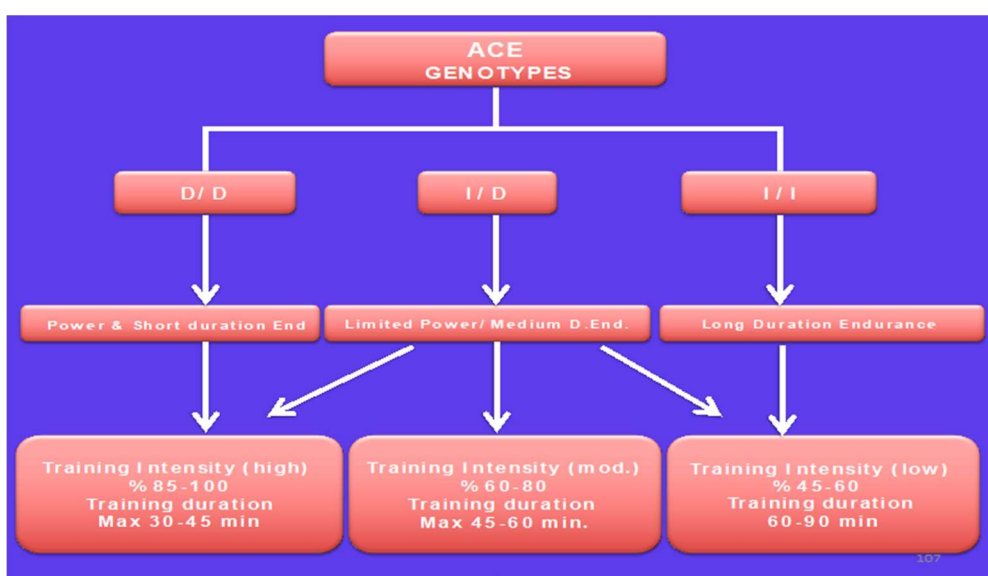 ACE
GENOTYPES
D/ D
I / D
I / I
Power & Short duration End
Limited Power/ Medium D.End.
Long Duration Endurance
Training Intensity (high)
%85-100
Training duration
Max 30-45 min
Training Intensity (mod.)
%60-80
Training duration
Max 45-60 min.
Training Intensity (low)
%45-60
Training duration
60-90 min
107